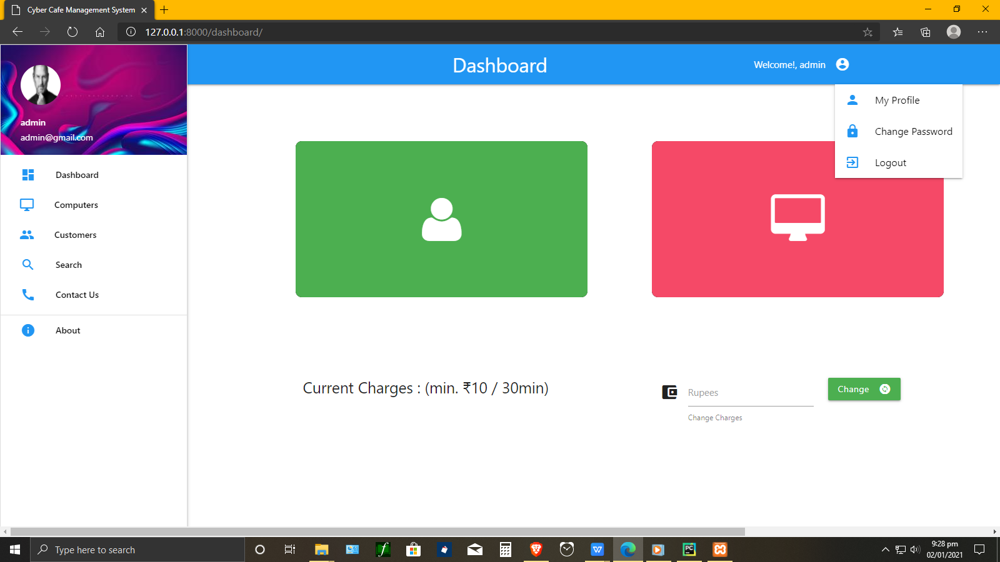 Cyber Cafe Management System
127.0.0.1:8000/dashboard/
Dashboard
Welcome!, admin
admin
admin@gmail.com
My Profile
Change Password
Logout
Dashboard
Computers
Customers
Search
Contact Us
About
Current Charges : (min. ₹10 / 30min)
Rupees
Change Charges
Change
Type here to search
9:28 pm
02/01/2021